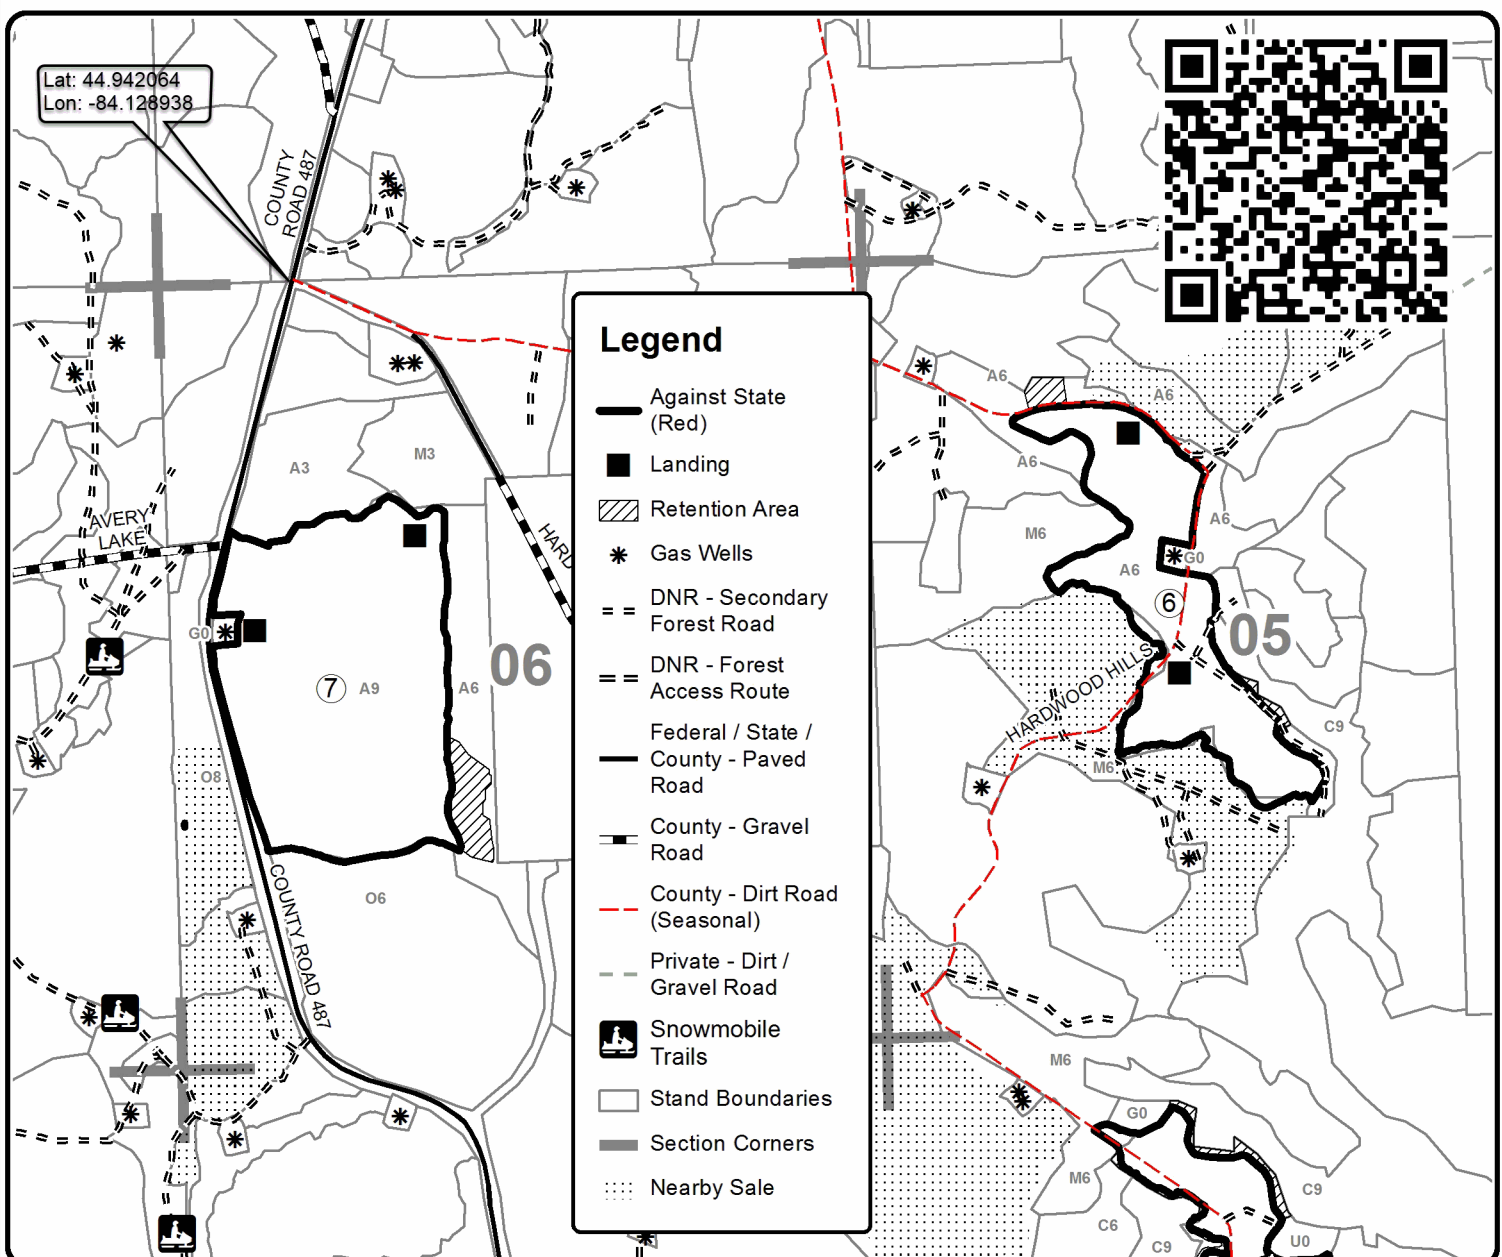 Lat: 44.942064
Lon: -84.128938
COUNTY
ROAD 487
A6
A6
A3
M3
A6
AVERY
LAKE
HARD
M6
A6
G0
A6
G0
6
05
06
7
A9
A6
HARDWOOD HILLS
C9
O8
M6
COUNTY ROAD 487
O6
M6
G0
M6
C9
C6
C9
U0
Legend
Against State
(Red)
Landing
Retention Area
Gas Wells
DNR - Secondary
Forest Road
DNR - Forest
Access Route
Federal / State /
County - Paved
Road
County - Gravel
Road
County - Dirt Road
(Seasonal)
Private - Dirt /
Gravel Road
Snowmobile
Trails
Stand Boundaries
Section Corners
Nearby Sale